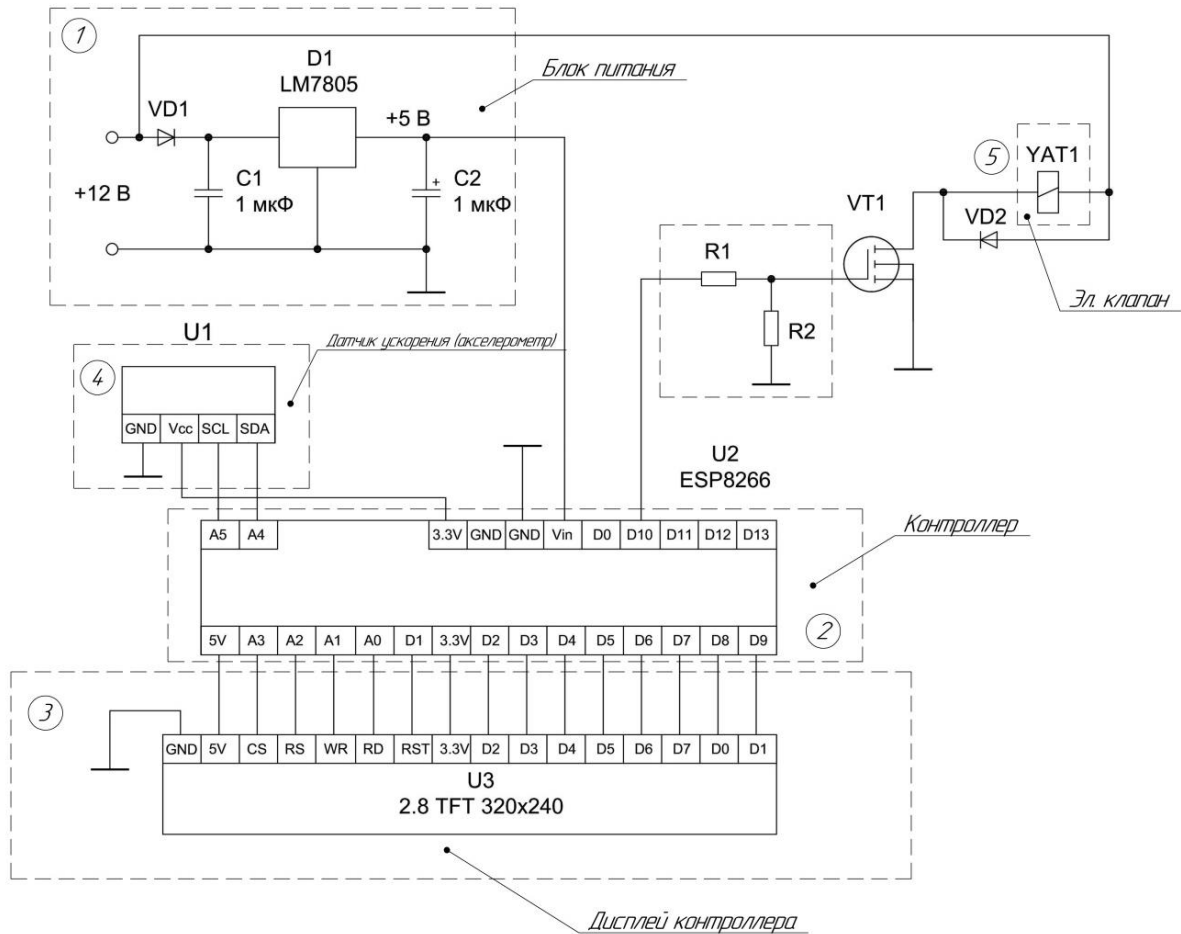 1
D1
LM7805
Блок питания
VD1
+5 В
+12 В
C1
1 мкФ
+
C2
1 мкФ
5
YAT1
VT1
VD2
R1
R2
Эл. клапан
U1
Датчик ускорения (акселерометр)
4
GND Vcc SCL SDA
U2
ESP8266
Контроллер
A5 A4 3.3V GND GND Vin D0 D10 D11 D12 D13
2
5V A3 A2 A1 A0 D1 3.3V D2 D3 D4 D5 D6 D7 D8 D9
3
GND 5V CS RS WR RD RST 3.3V D2 D3 D4 D5 D6 D7 D0 D1
U3
2.8 TFT 320x240
Дисплей контроллера